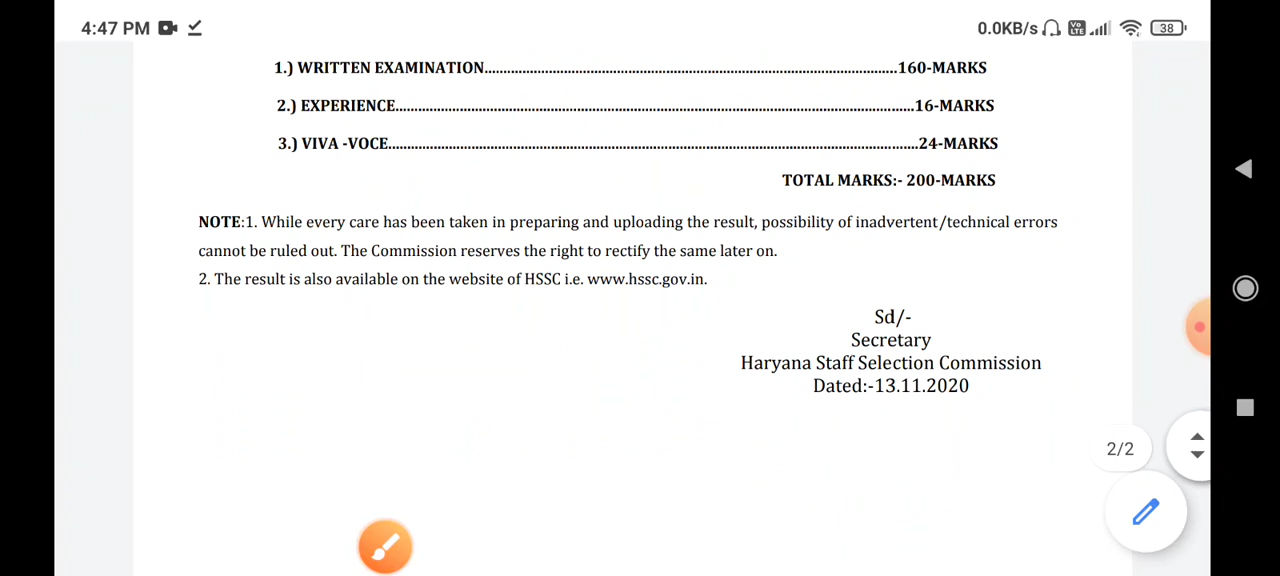 4:47 PM
0.0KB/s Vo LTE 38
1.) WRITTEN EXAMINATION..........................................................................................................160-MARKS
2.) EXPERIENCE....................................................................................................................................16-MARKS
3.) VIVA -VOCE......................................................................................................................................24-MARKS
TOTAL MARKS:- 200-MARKS
NOTE:1. While every care has been taken in preparing and uploading the result, possibility of inadvertent/technical errors
cannot be ruled out. The Commission reserves the right to rectify the same later on.
2. The result is also available on the website of HSSC i.e. www.hssc.gov.in.
Sd/-
Secretary
Haryana Staff Selection Commission
Dated:-13.11.2020
2/2